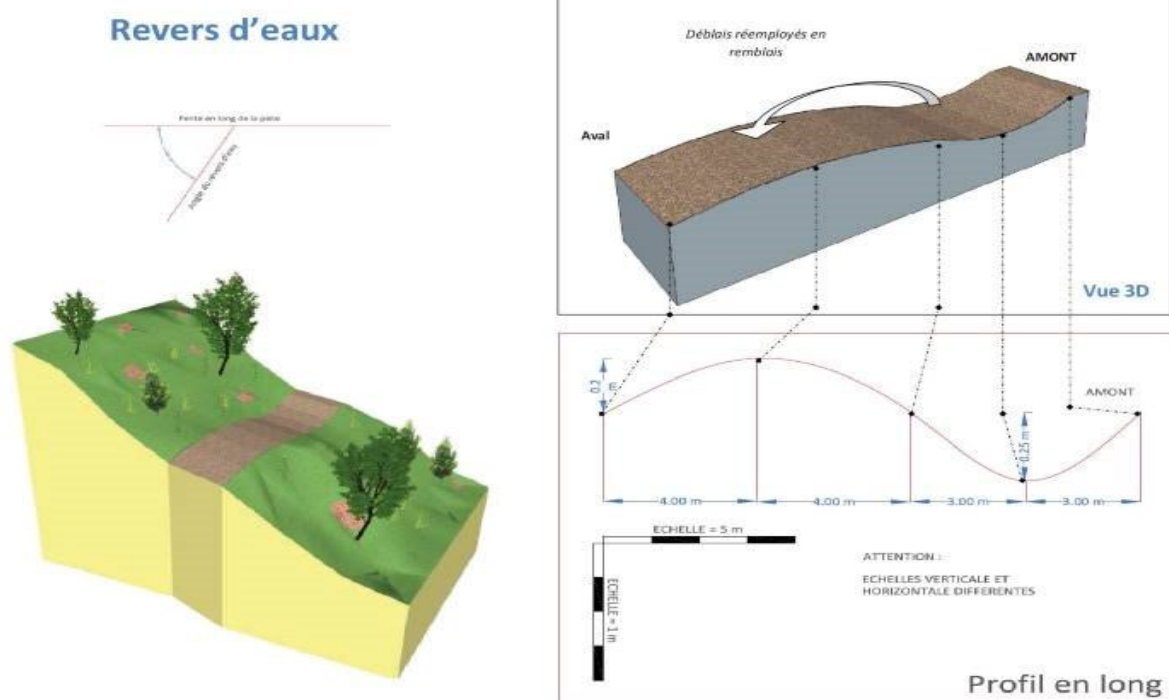 Revers d'eaux
Pente en long de la piste
Angle du revers d'eau
Déblais réemployés en
remblais
AMONT
Aval
Vue 3D
0.2
m
AMONT
0.25 m
4.00 m
4.00 m
3.00 m
3.00 m
ECHELLE = 5 m
ECHELLE = 1 m
ATTENTION :
ECHELLES VERTICALE ET
HORIZONTALE DIFFERENTES
Profil en long